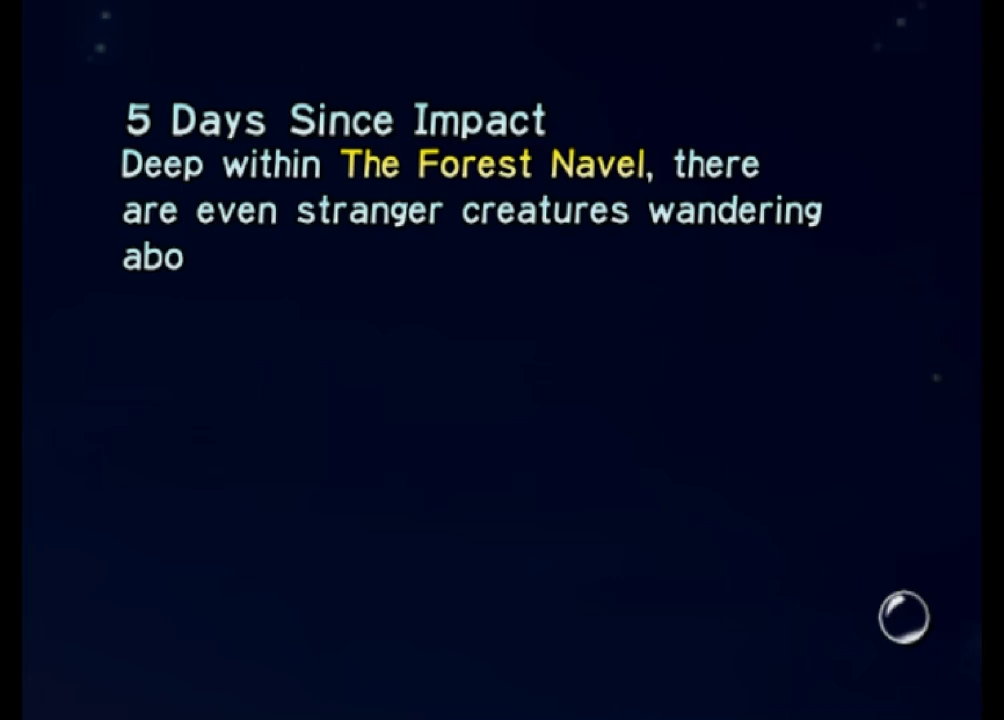 5 Days Since Impact
Deep within The Forest Navel, there
are even stranger creatures wandering
abo